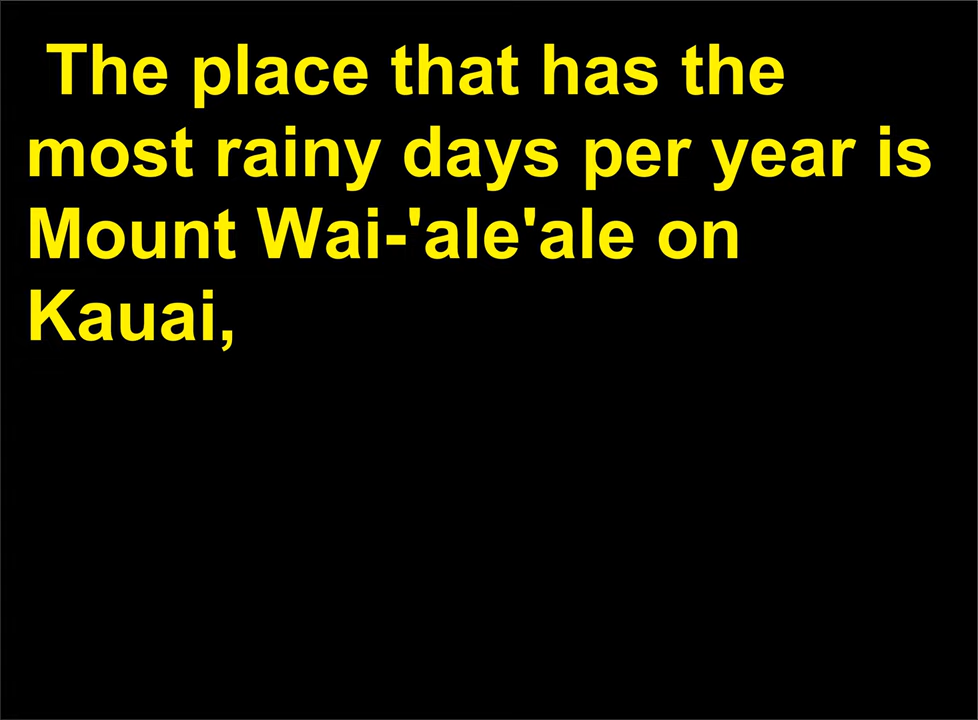 The place that has the
most rainy days per year is
Mount Wai-'ale'ale on
Kauai,